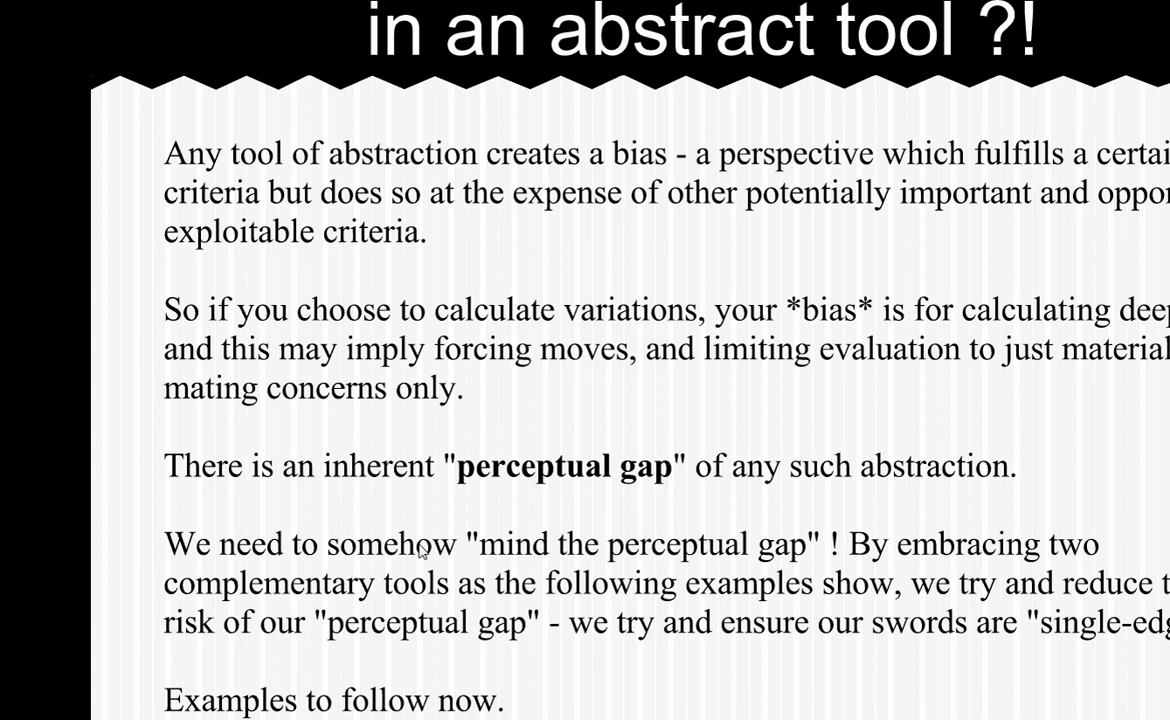 in an abstract tool ?!
Any tool of abstraction creates a bias - a perspective which fulfills a
criteria but does so at the expense of other potentially important and
exploitable criteria.
So if you choose to calculate variations, your *bias* is for calculating
and this may imply forcing moves, and limiting evaluation to just material
mating concerns only.
There is an inherent "perceptual gap" of any such abstraction.
We need to somehow "mind the perceptual gap" ! By embracing two
complementary tools as the following examples show, we try and reduce
risk of our "perceptual gap" - we try and ensure our swords are
Examples to follow now.